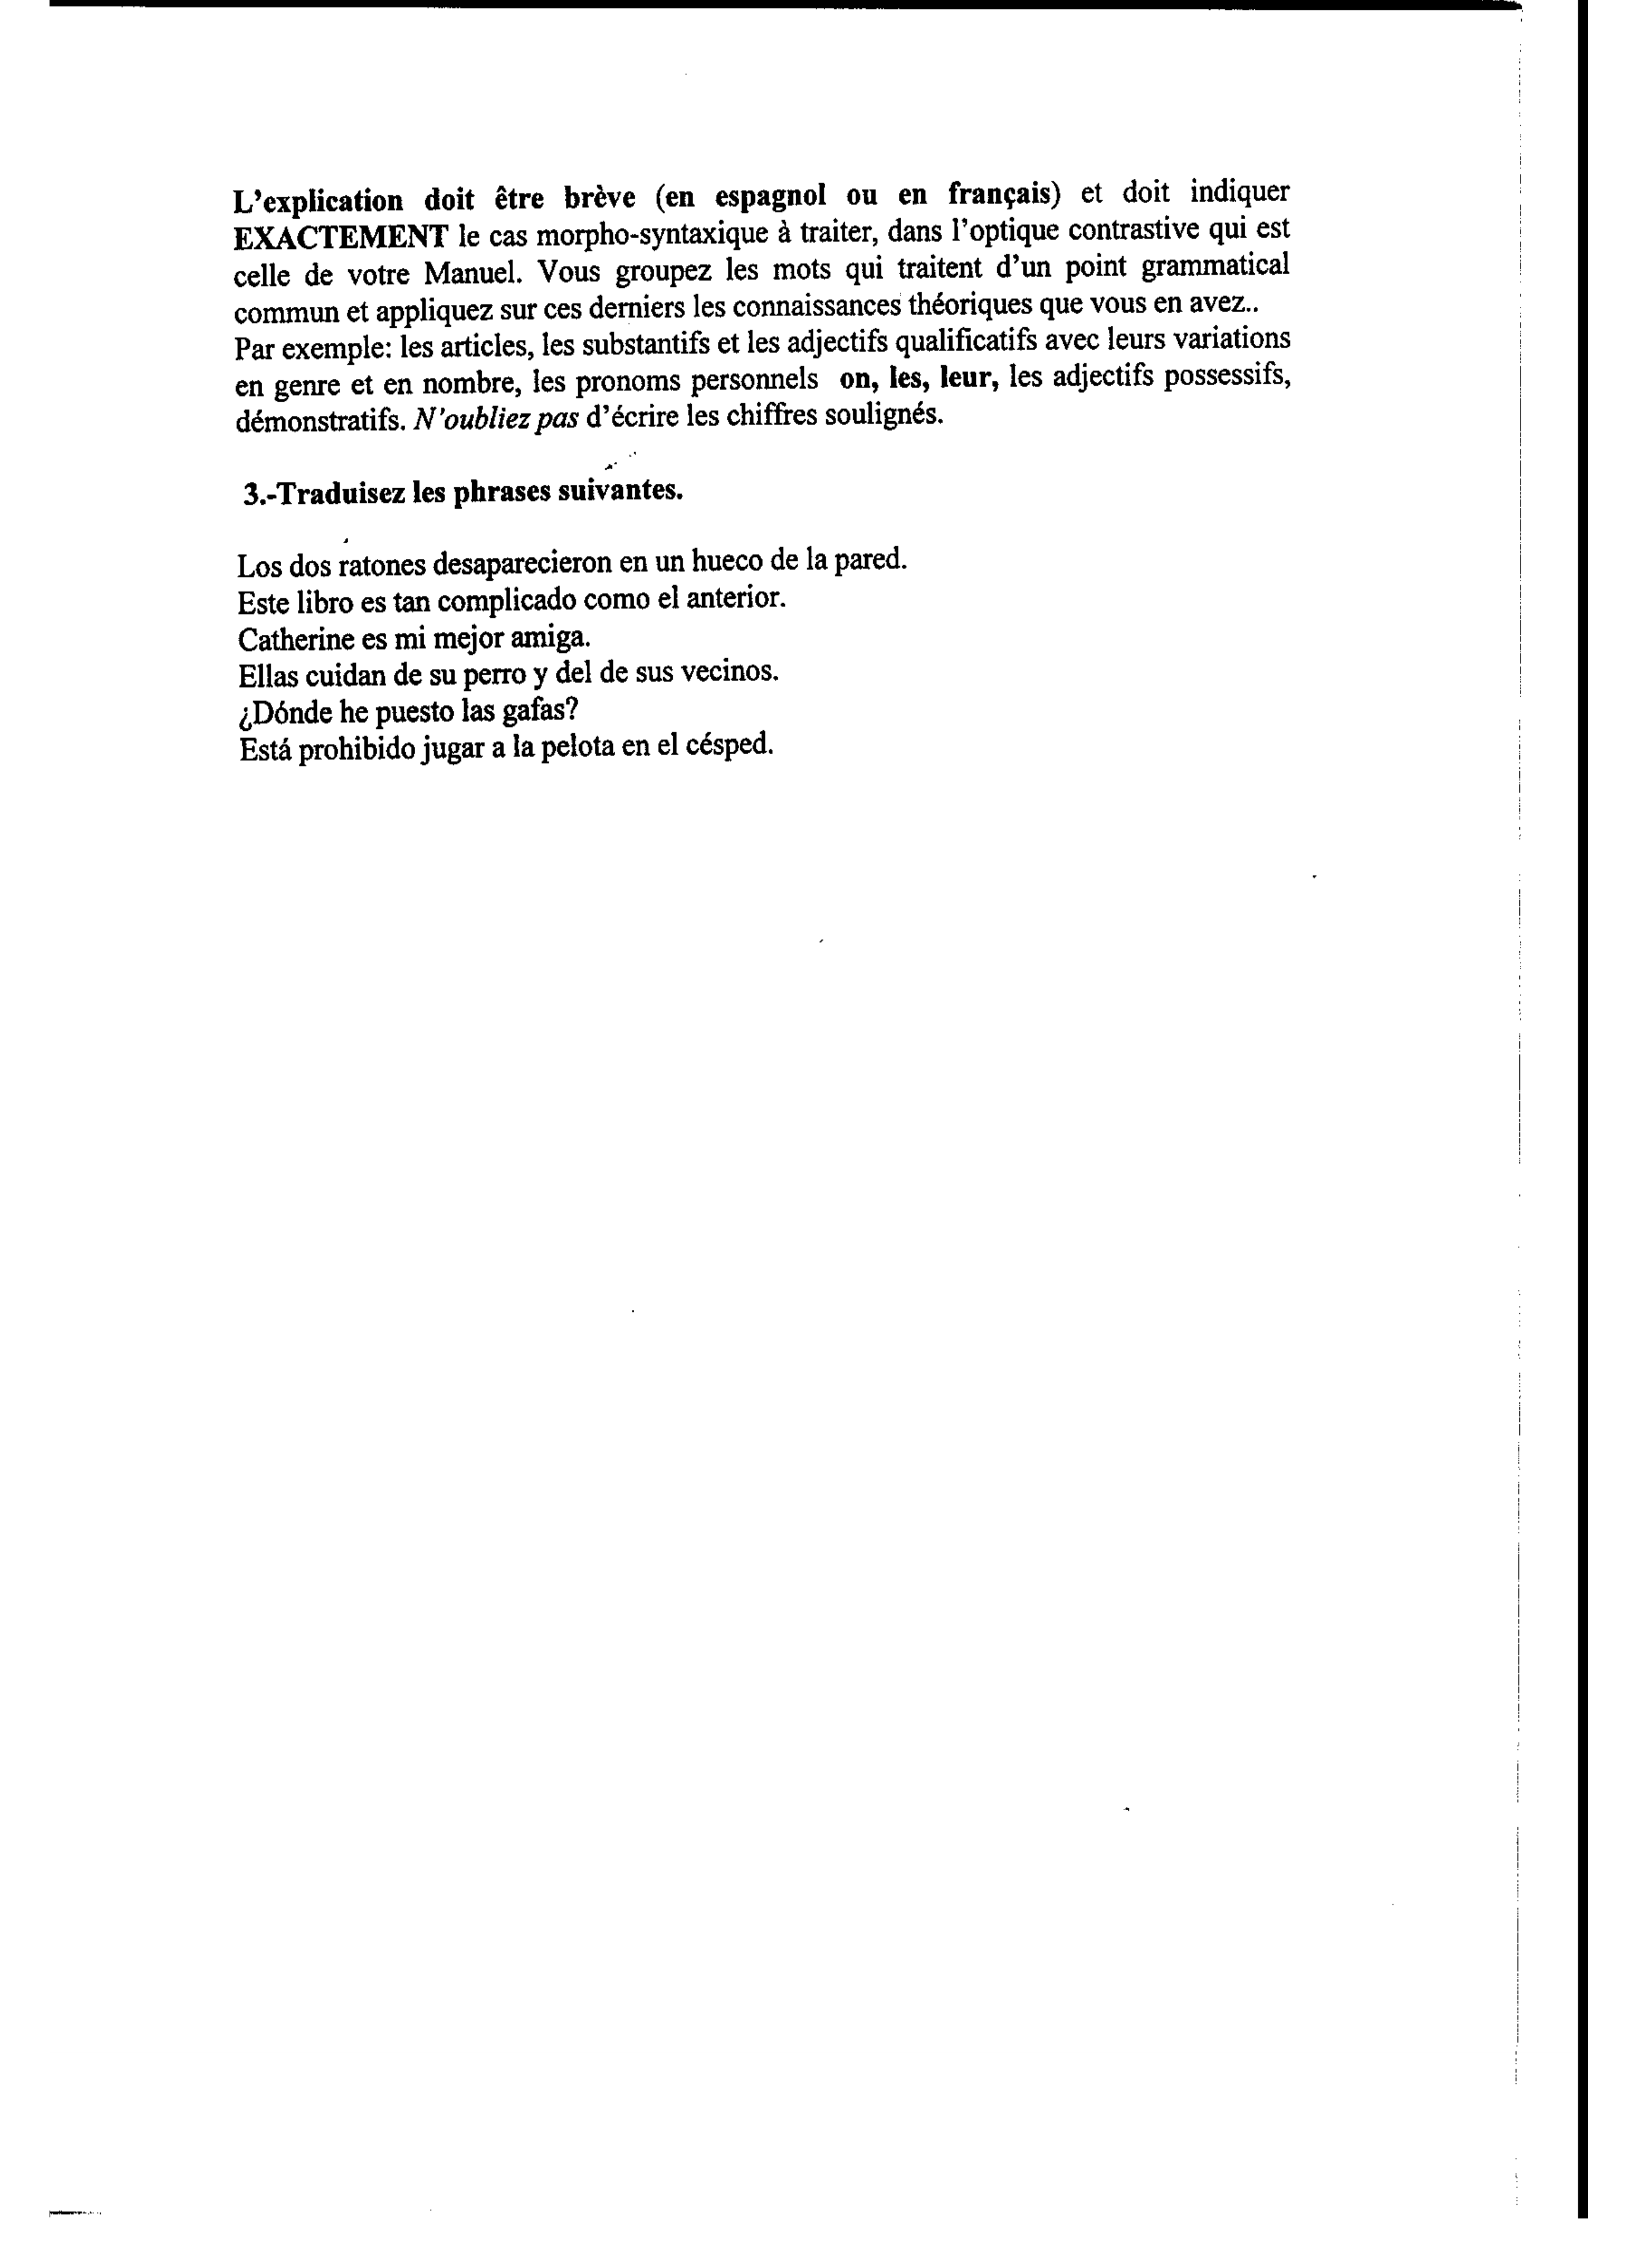 L'explication doit être brève (en espagnol ou en français) et doit indiquer
EXACTEMENT le cas morpho-syntaxique à traiter, dans l'optique contrastive qui est
celle de votre Manuel. Vous groupez les mots qui traitent d'un point grammatical
commun et appliquez sur ces derniers les connaissances théoriques que vous en avez..
Par exemple: les articles, les substantifs et les adjectifs qualificatifs avec leurs variations
en genre et en nombre, les pronoms personnels on, les, leur, les adjectifs possessifs,
démonstratifs. N'oubliez pas d'écrire les chiffres soulignés.
3.-Traduisez les phrases suivantes.
Los dos ratones desaparecieron en un hueco de la pared.
Este libro es tan complicado como el anterior.
Catherine es mi mejor amiga.
Ellas cuidan de su perro y del de sus vecinos.
¿Dónde he puesto las gafas?
Está prohibido jugar a la pelota en el césped.